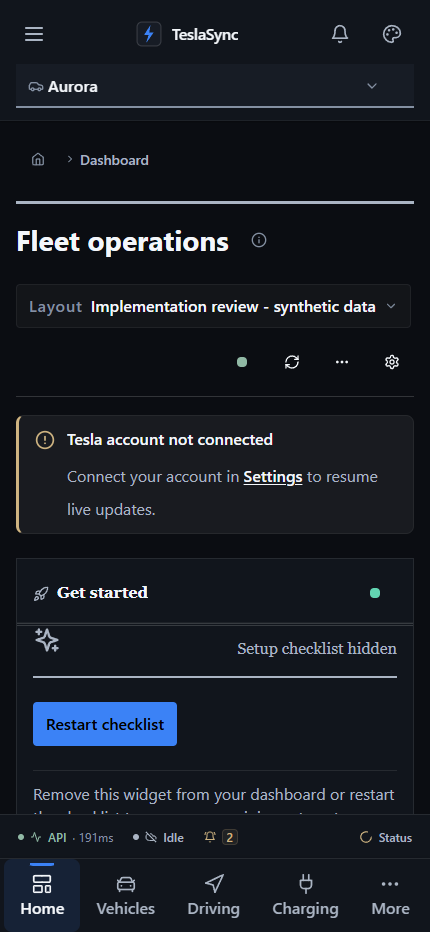 TeslaSync
Aurora
Dashboard
Fleet operations
Layout Implementation review - synthetic data
Tesla account not connected
Connect your account in Settings to resume
live updates.
Get started
Setup checklist hidden
Restart checklist
Remove this widget from your dashboard or restart
API · 191ms Idle 2 Status
Home Vehicles Driving Charging More